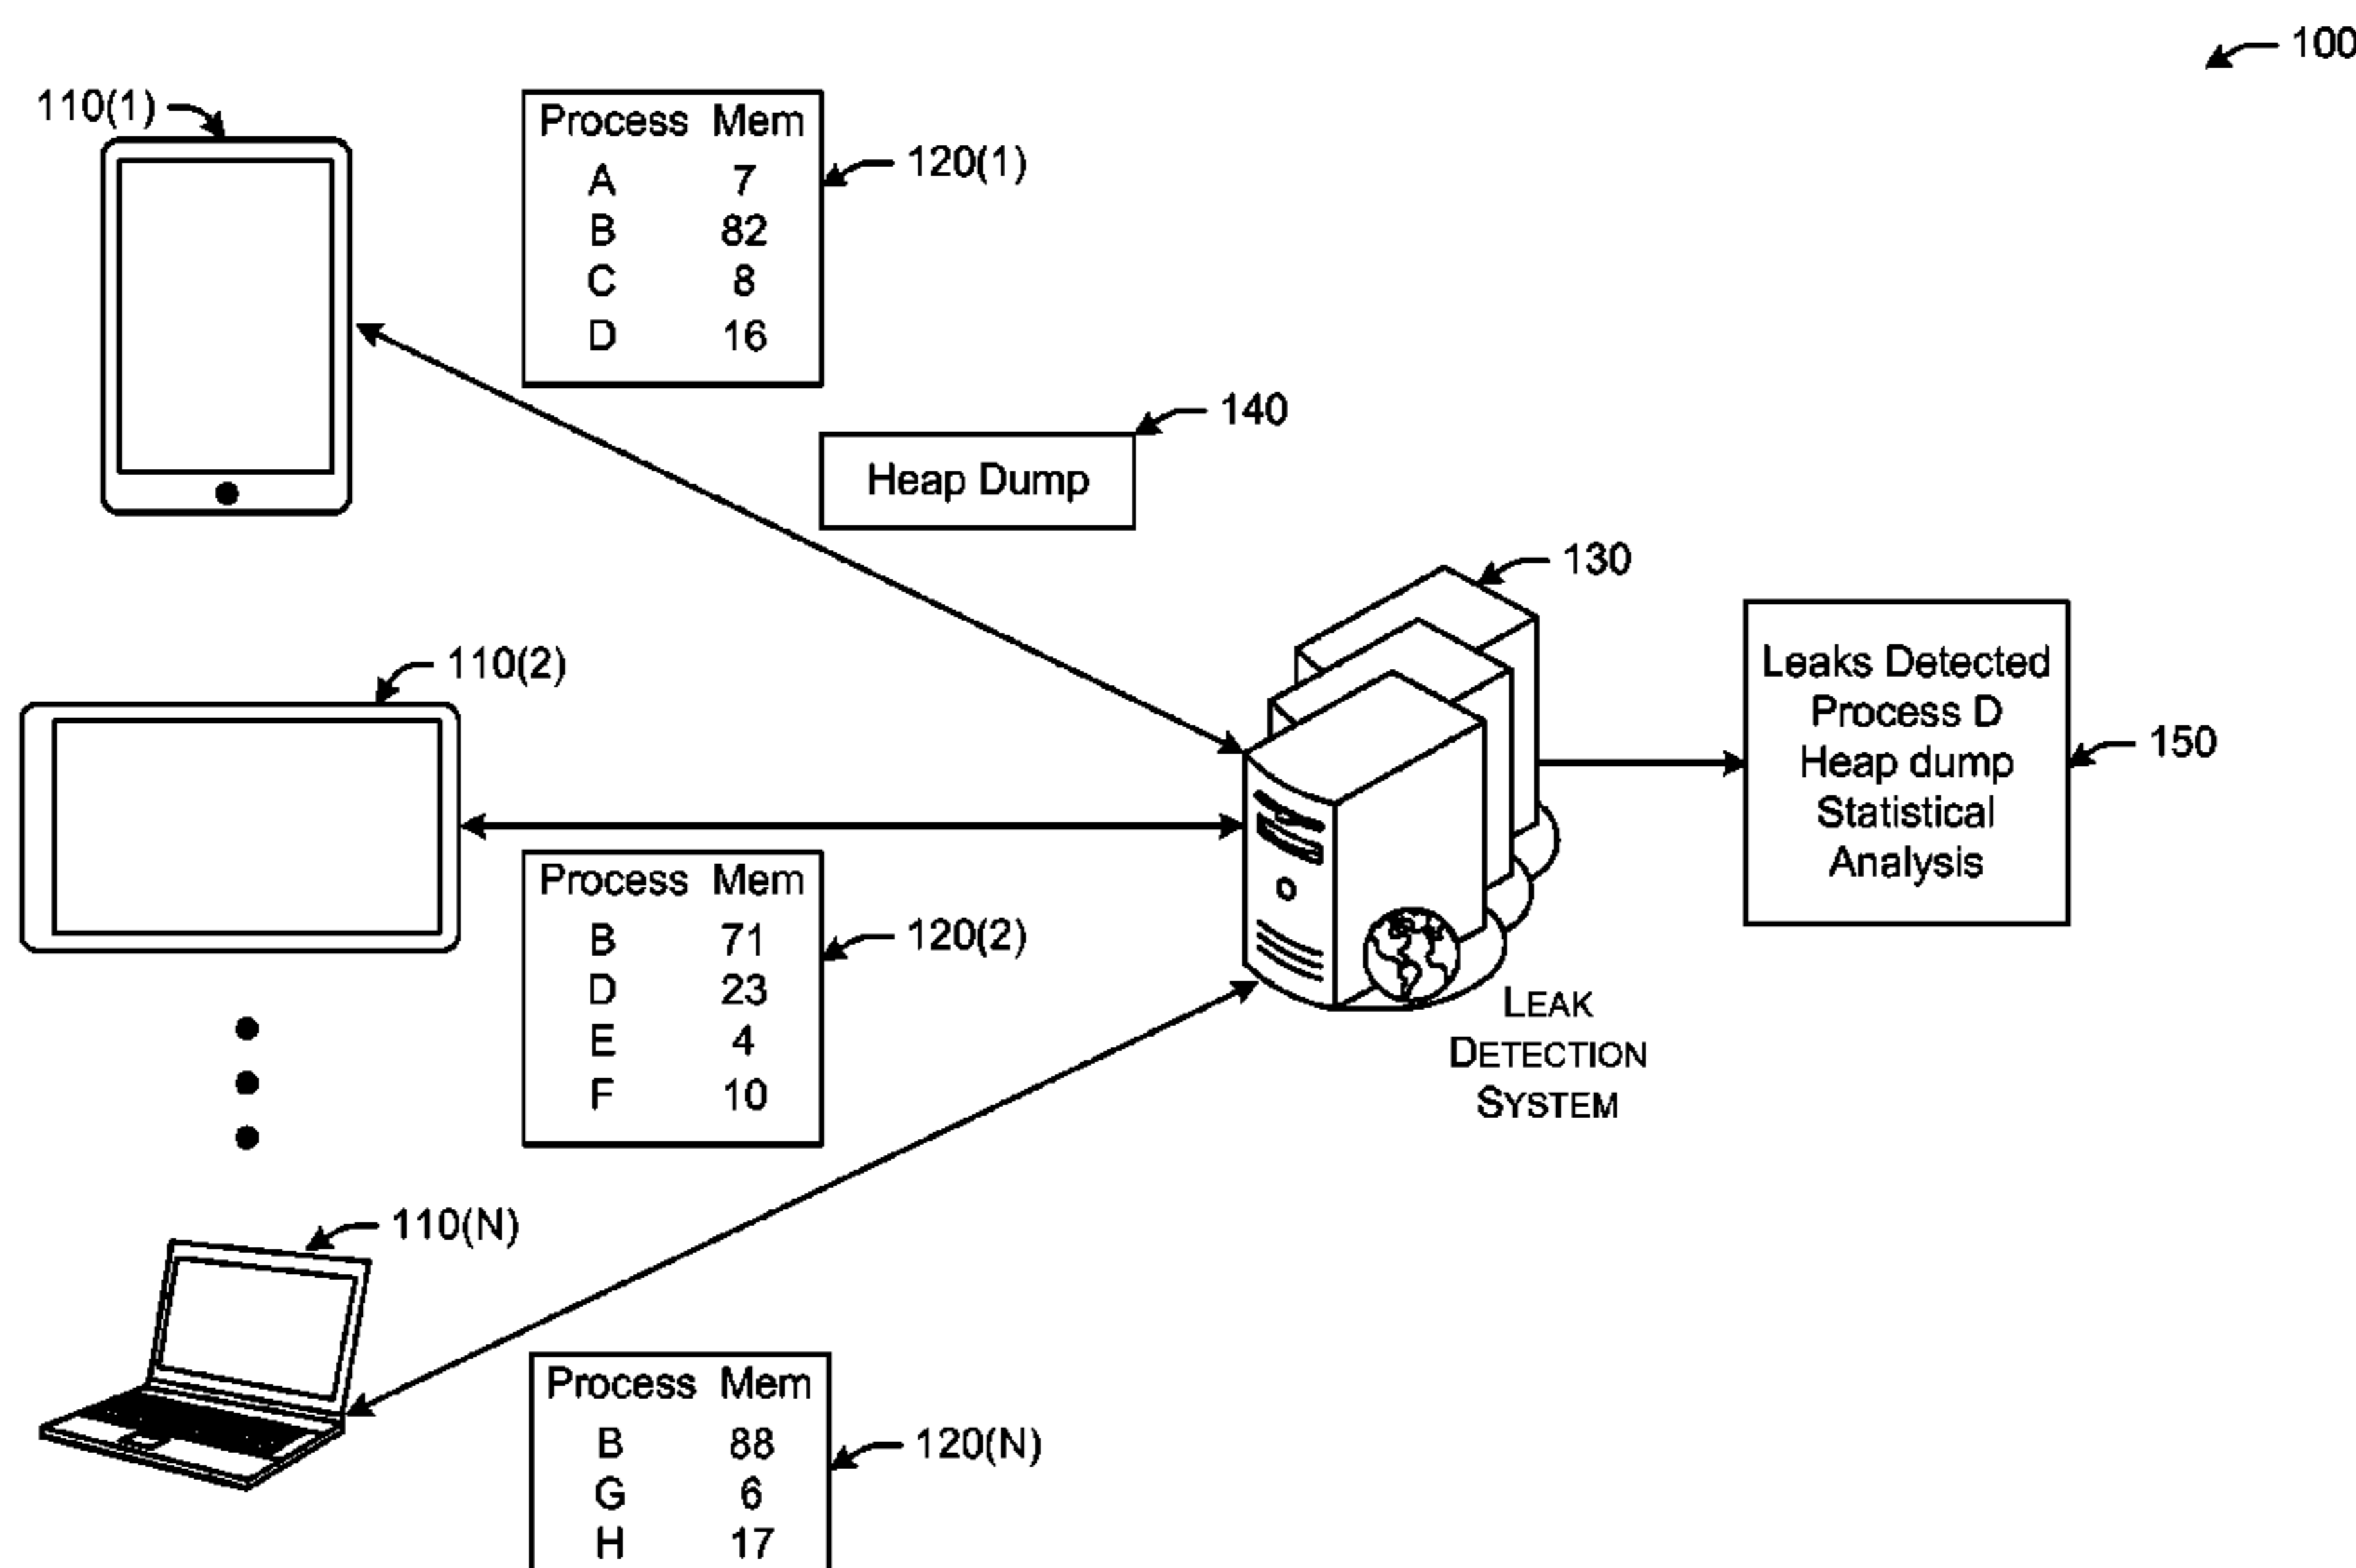 100
110(1)
Process Mem
A 7
B 82
C 8
D 16
120(1)
140
Heap Dump
130
110(2)
Leaks Detected
Process D
Heap dump
Statistical
Analysis
150
Process Mem
B 71
D 23
E 4
F 10
120(2)
LEAK
DETECTION
SYSTEM
110(N)
Process Mem
B 88
G 6
H 17
120(N)